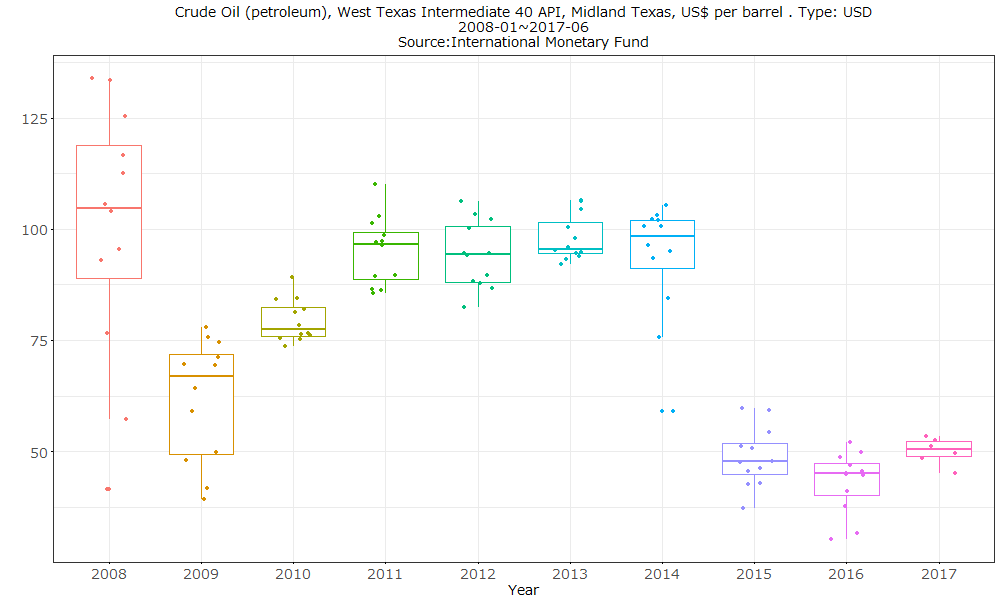 Crude Oil (petroleum), West Texas Intermediate 40 API, Midland Texas, US$ per barrel . Type: USD
2008-01~2017-06
Source:International Monetary Fund
125
100
75
50
2008 2009 2010 2011 2012 2013 2014 2015 2016 2017
Year